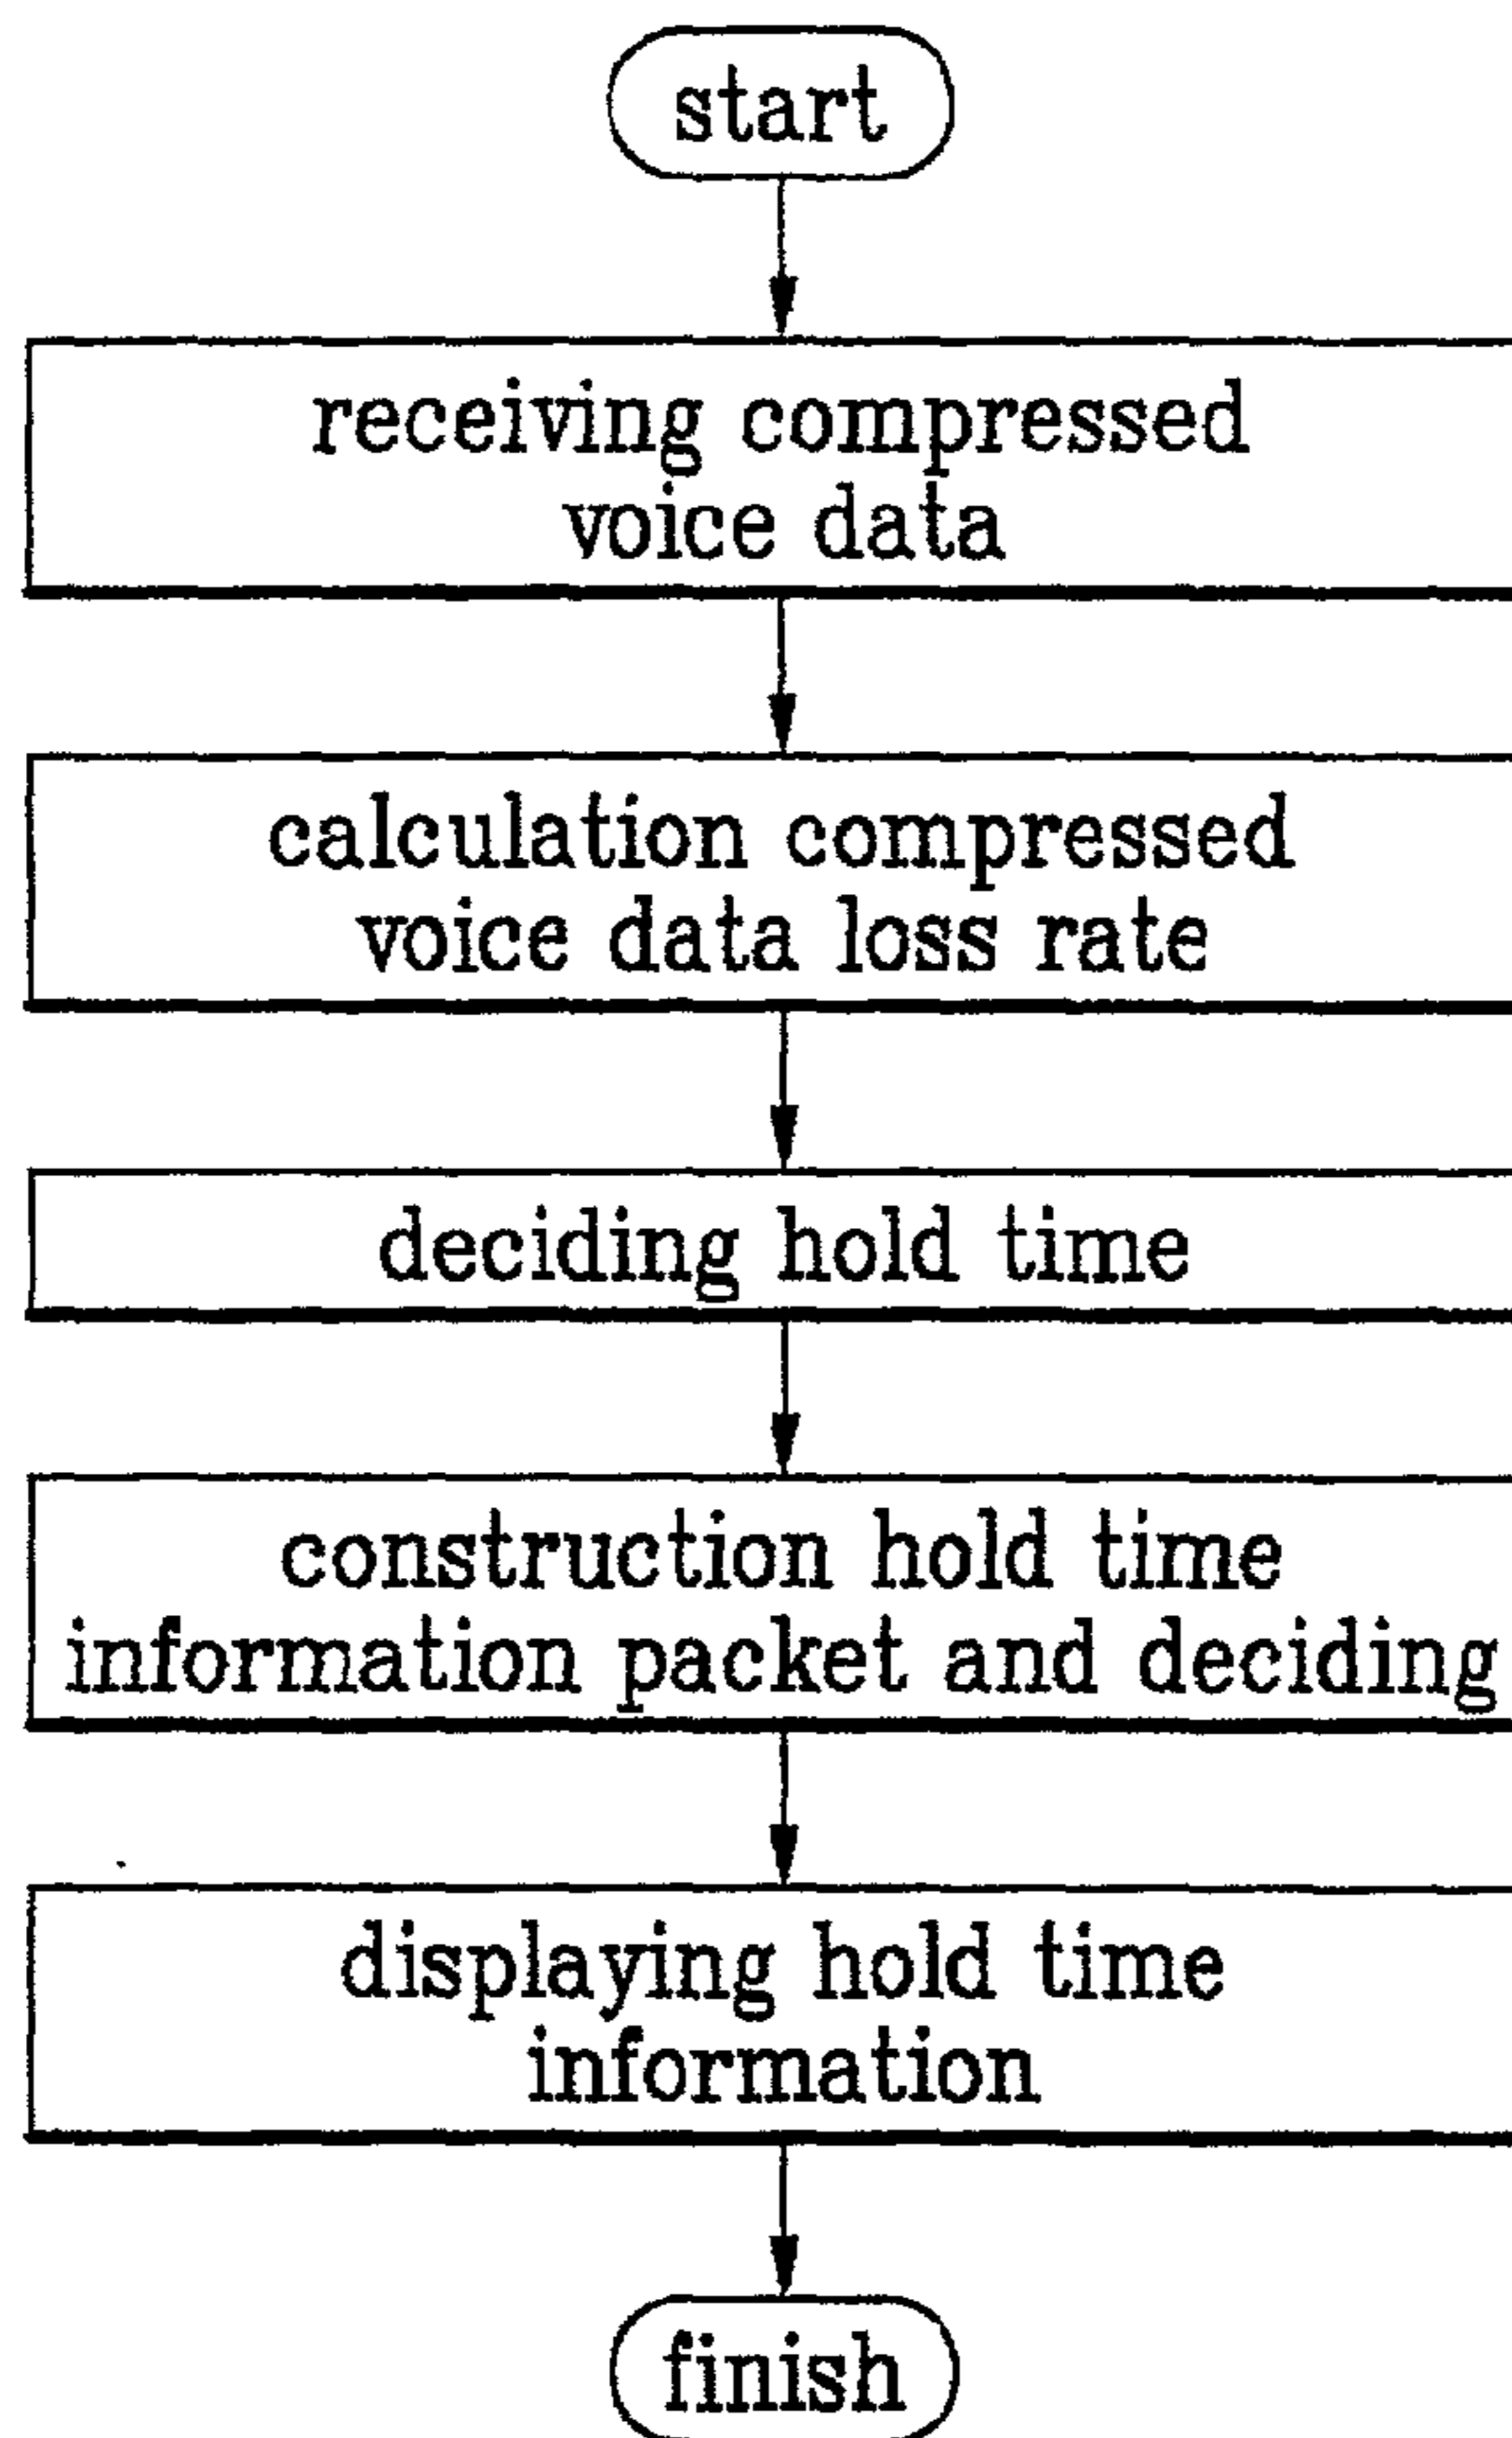 start
receiving compressed
voice data
calculation compressed
voice data loss rate
deciding hold time
construction hold time
information packet and deciding
displaying hold time
information
finish